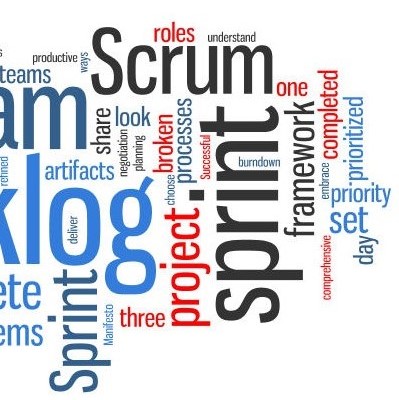 roles
understand
Scrum
productive
ways
teams
one
am
share
look
processes
completed
prioritized
negotiation
planning
broken
Successful
framework
sprint
burndown
artifacts
refined
choose
embrace
priority
klog
deliver
set
day
project
comprehensive
ete
Sprint
Manifesto
three
ems